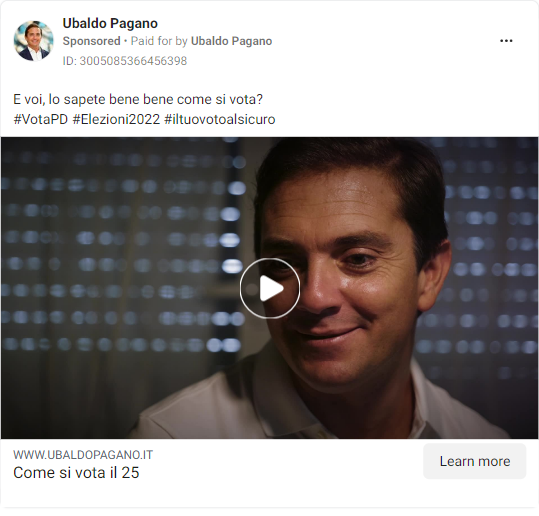 Ubaldo Pagano
Sponsored • Paid for by Ubaldo Pagano
ID: 3005085366456398
E voi, lo sapete bene bene come si vota?
#VotaPD #Elezioni2022 #iltuovotoalsicuro
WWW.UBALDOPAGANO.IT
Come si vota il 25
Learn more